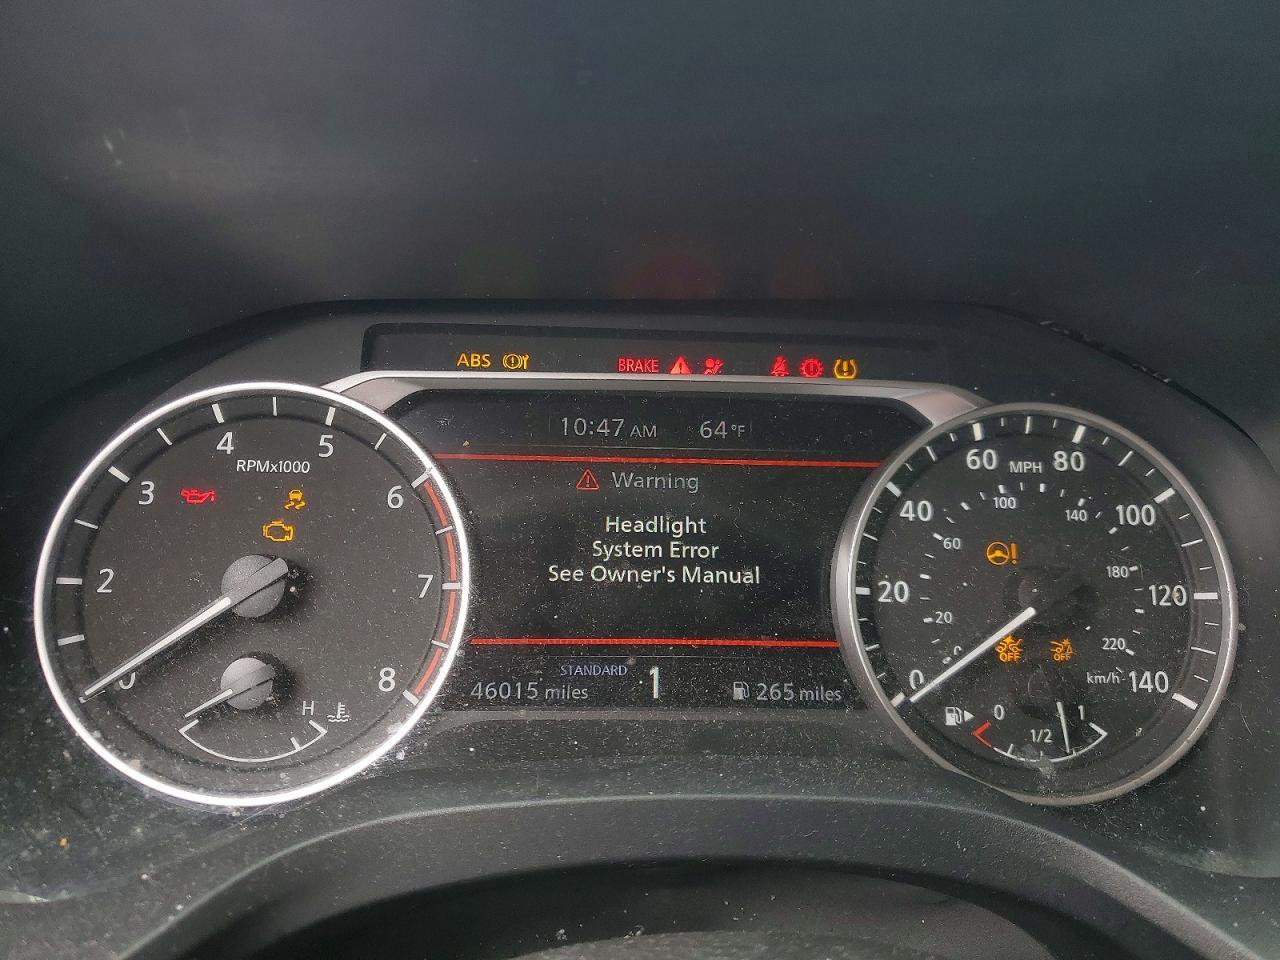 ABS
BRAKE
10:47 AM 64°F
Warning
Headlight
System Error
See Owner's Manual
STANDARD
46015 miles 1 265 miles
RPMx1000
0 2 3 4 5 6 7 8
H
MPH
0 20 40 60 80 100 120 140
20 60 100 140 180 220
km/h
OFF OFF
0 1/2 1